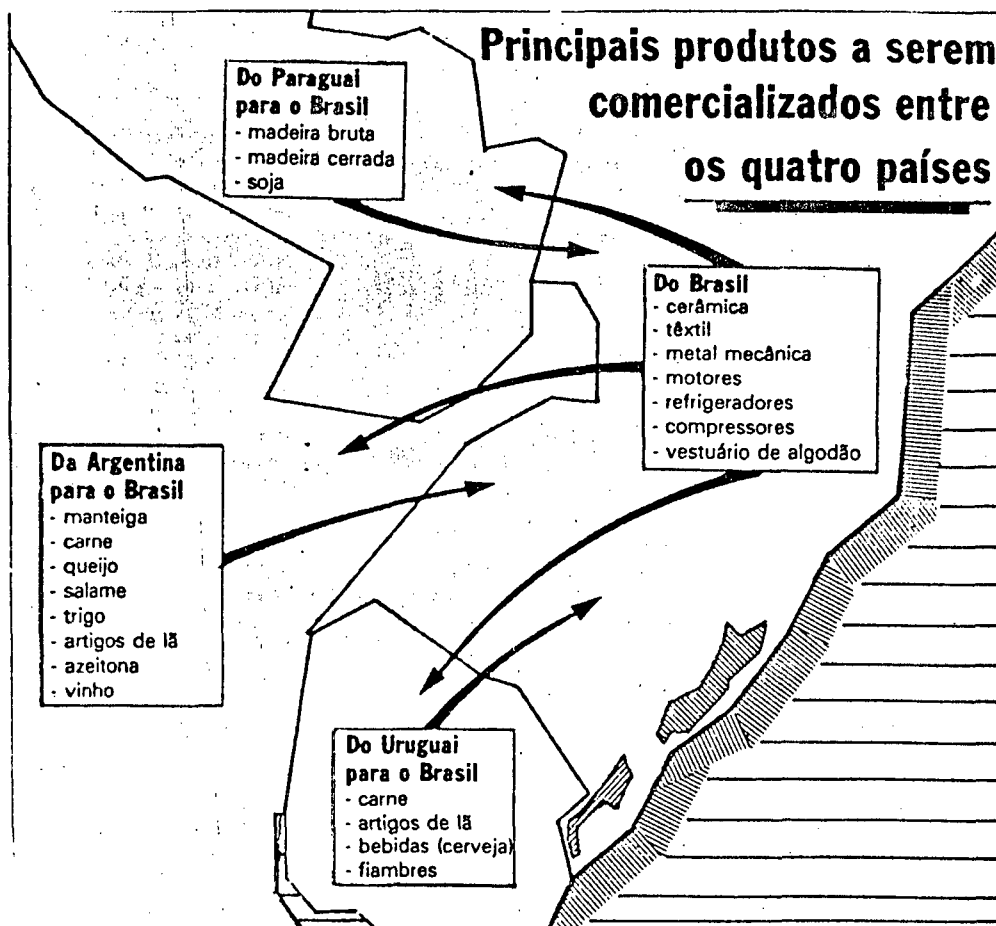 Principais produtos a serem
comercializados entre
os quatro países
Do Paraguai
para o Brasil
- madeira bruta
- madeira cerrada
- soja
Do Brasil
- cerâmica
- têxtil
- metal mecânica
- motores
- refrigeradores
- compressores
- vestuário de algodão
Da Argentina
para o Brasil
- manteiga
- carne
- queijo
- salame
- trigo
- artigos de lã
- azeitona
- vinho
Do Uruguai
para o Brasil
- carne
- artigos de lã
- bebidas (cerveja)
- fiambres